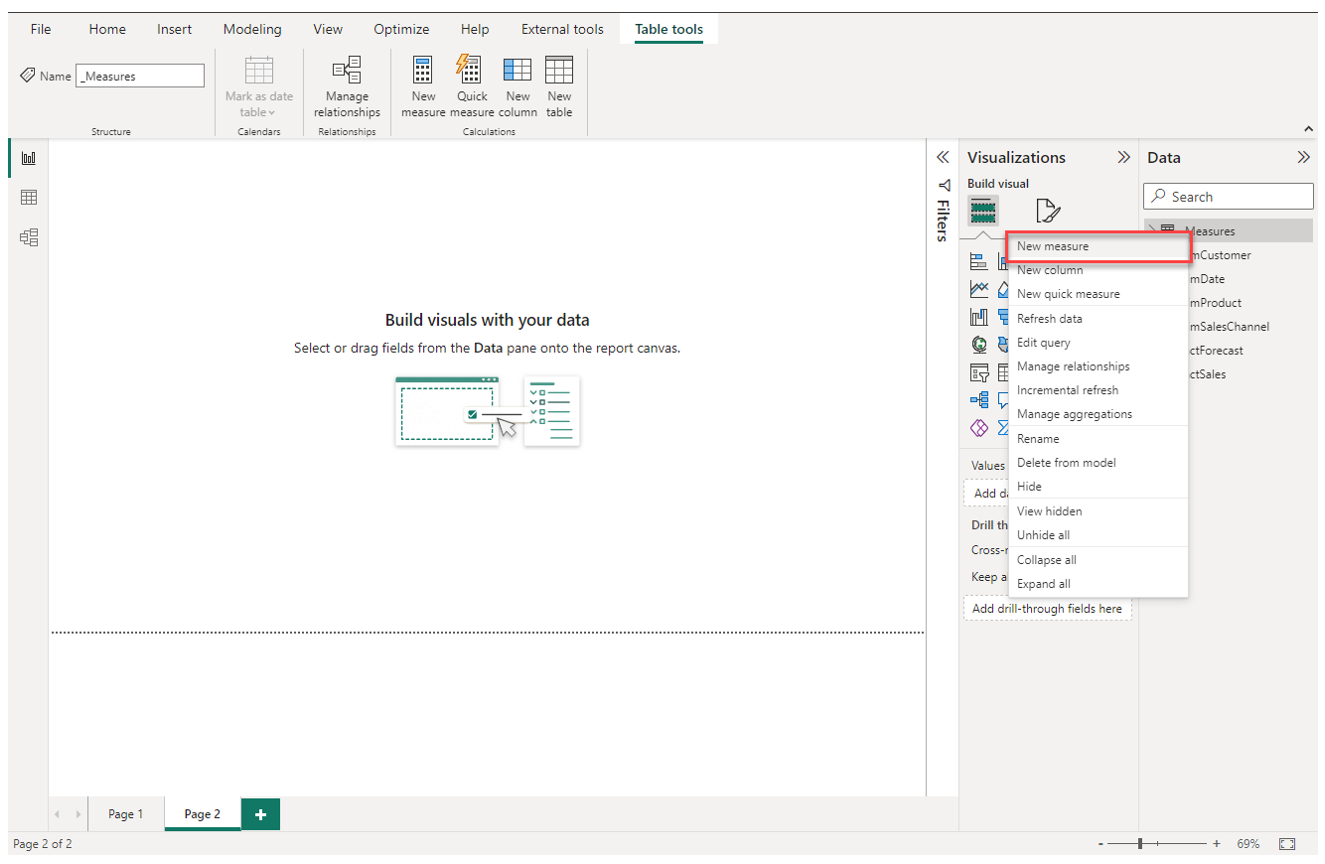 File Home Insert Modeling View Optimize Help External tools Table tools
Name _Measures
Mark as date table
Manage relationships
New measure
Quick measure
New column
New table
Structure Calendars Relationships Calculations
Build visuals with your data
Select or drag fields from the Data pane onto the report canvas.
Filters
Visualizations
Build visual
Values
Add da
Drill th
Cross-r
Keep a
Add drill-through fields here
New measure
New column
New quick measure
Refresh data
Edit query
Manage relationships
Incremental refresh
Manage aggregations
Rename
Delete from model
Hide
View hidden
Unhide all
Collapse all
Expand all
Data
Search
Measures
mCustomer
mDate
mProduct
mSalesChannel
ctForecast
ctSales
Page 1 Page 2 +
Page 2 of 2
- + 69%